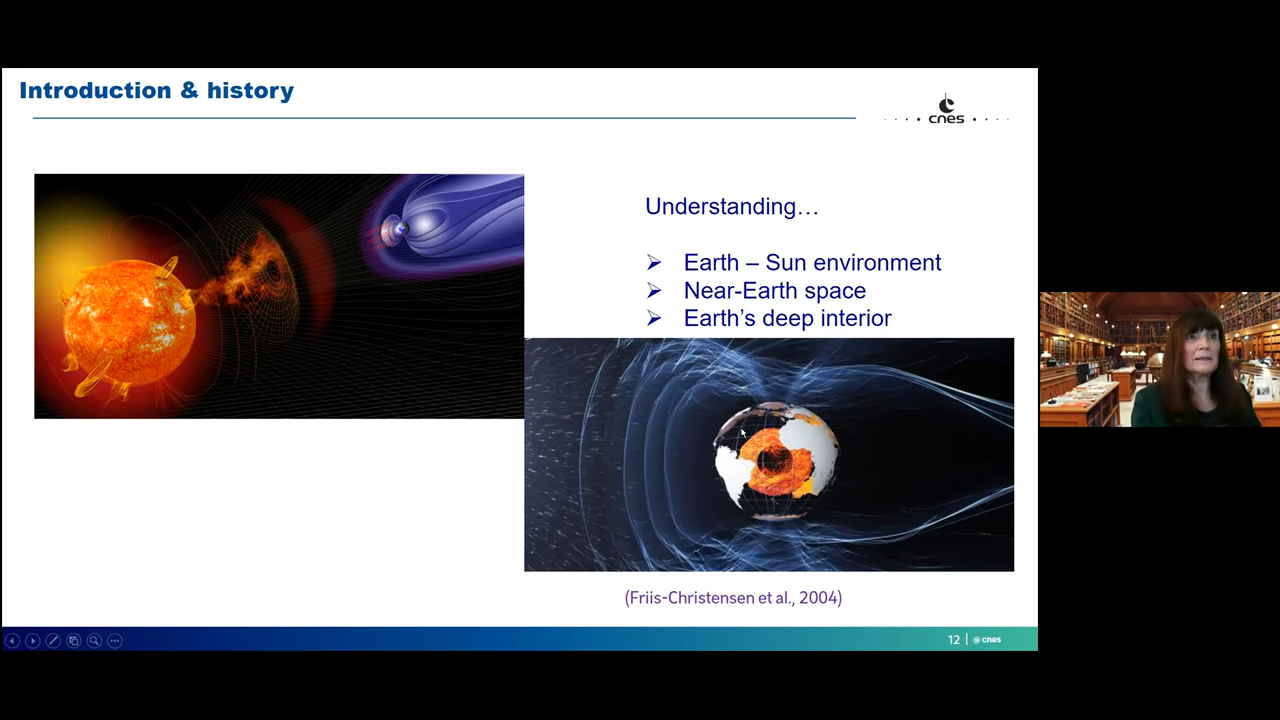 Introduction & history
cnes
Understanding…
➢ Earth – Sun environment
➢ Near-Earth space
➢ Earth's deep interior
(Friis-Christensen et al., 2004)
12 | @ cnes